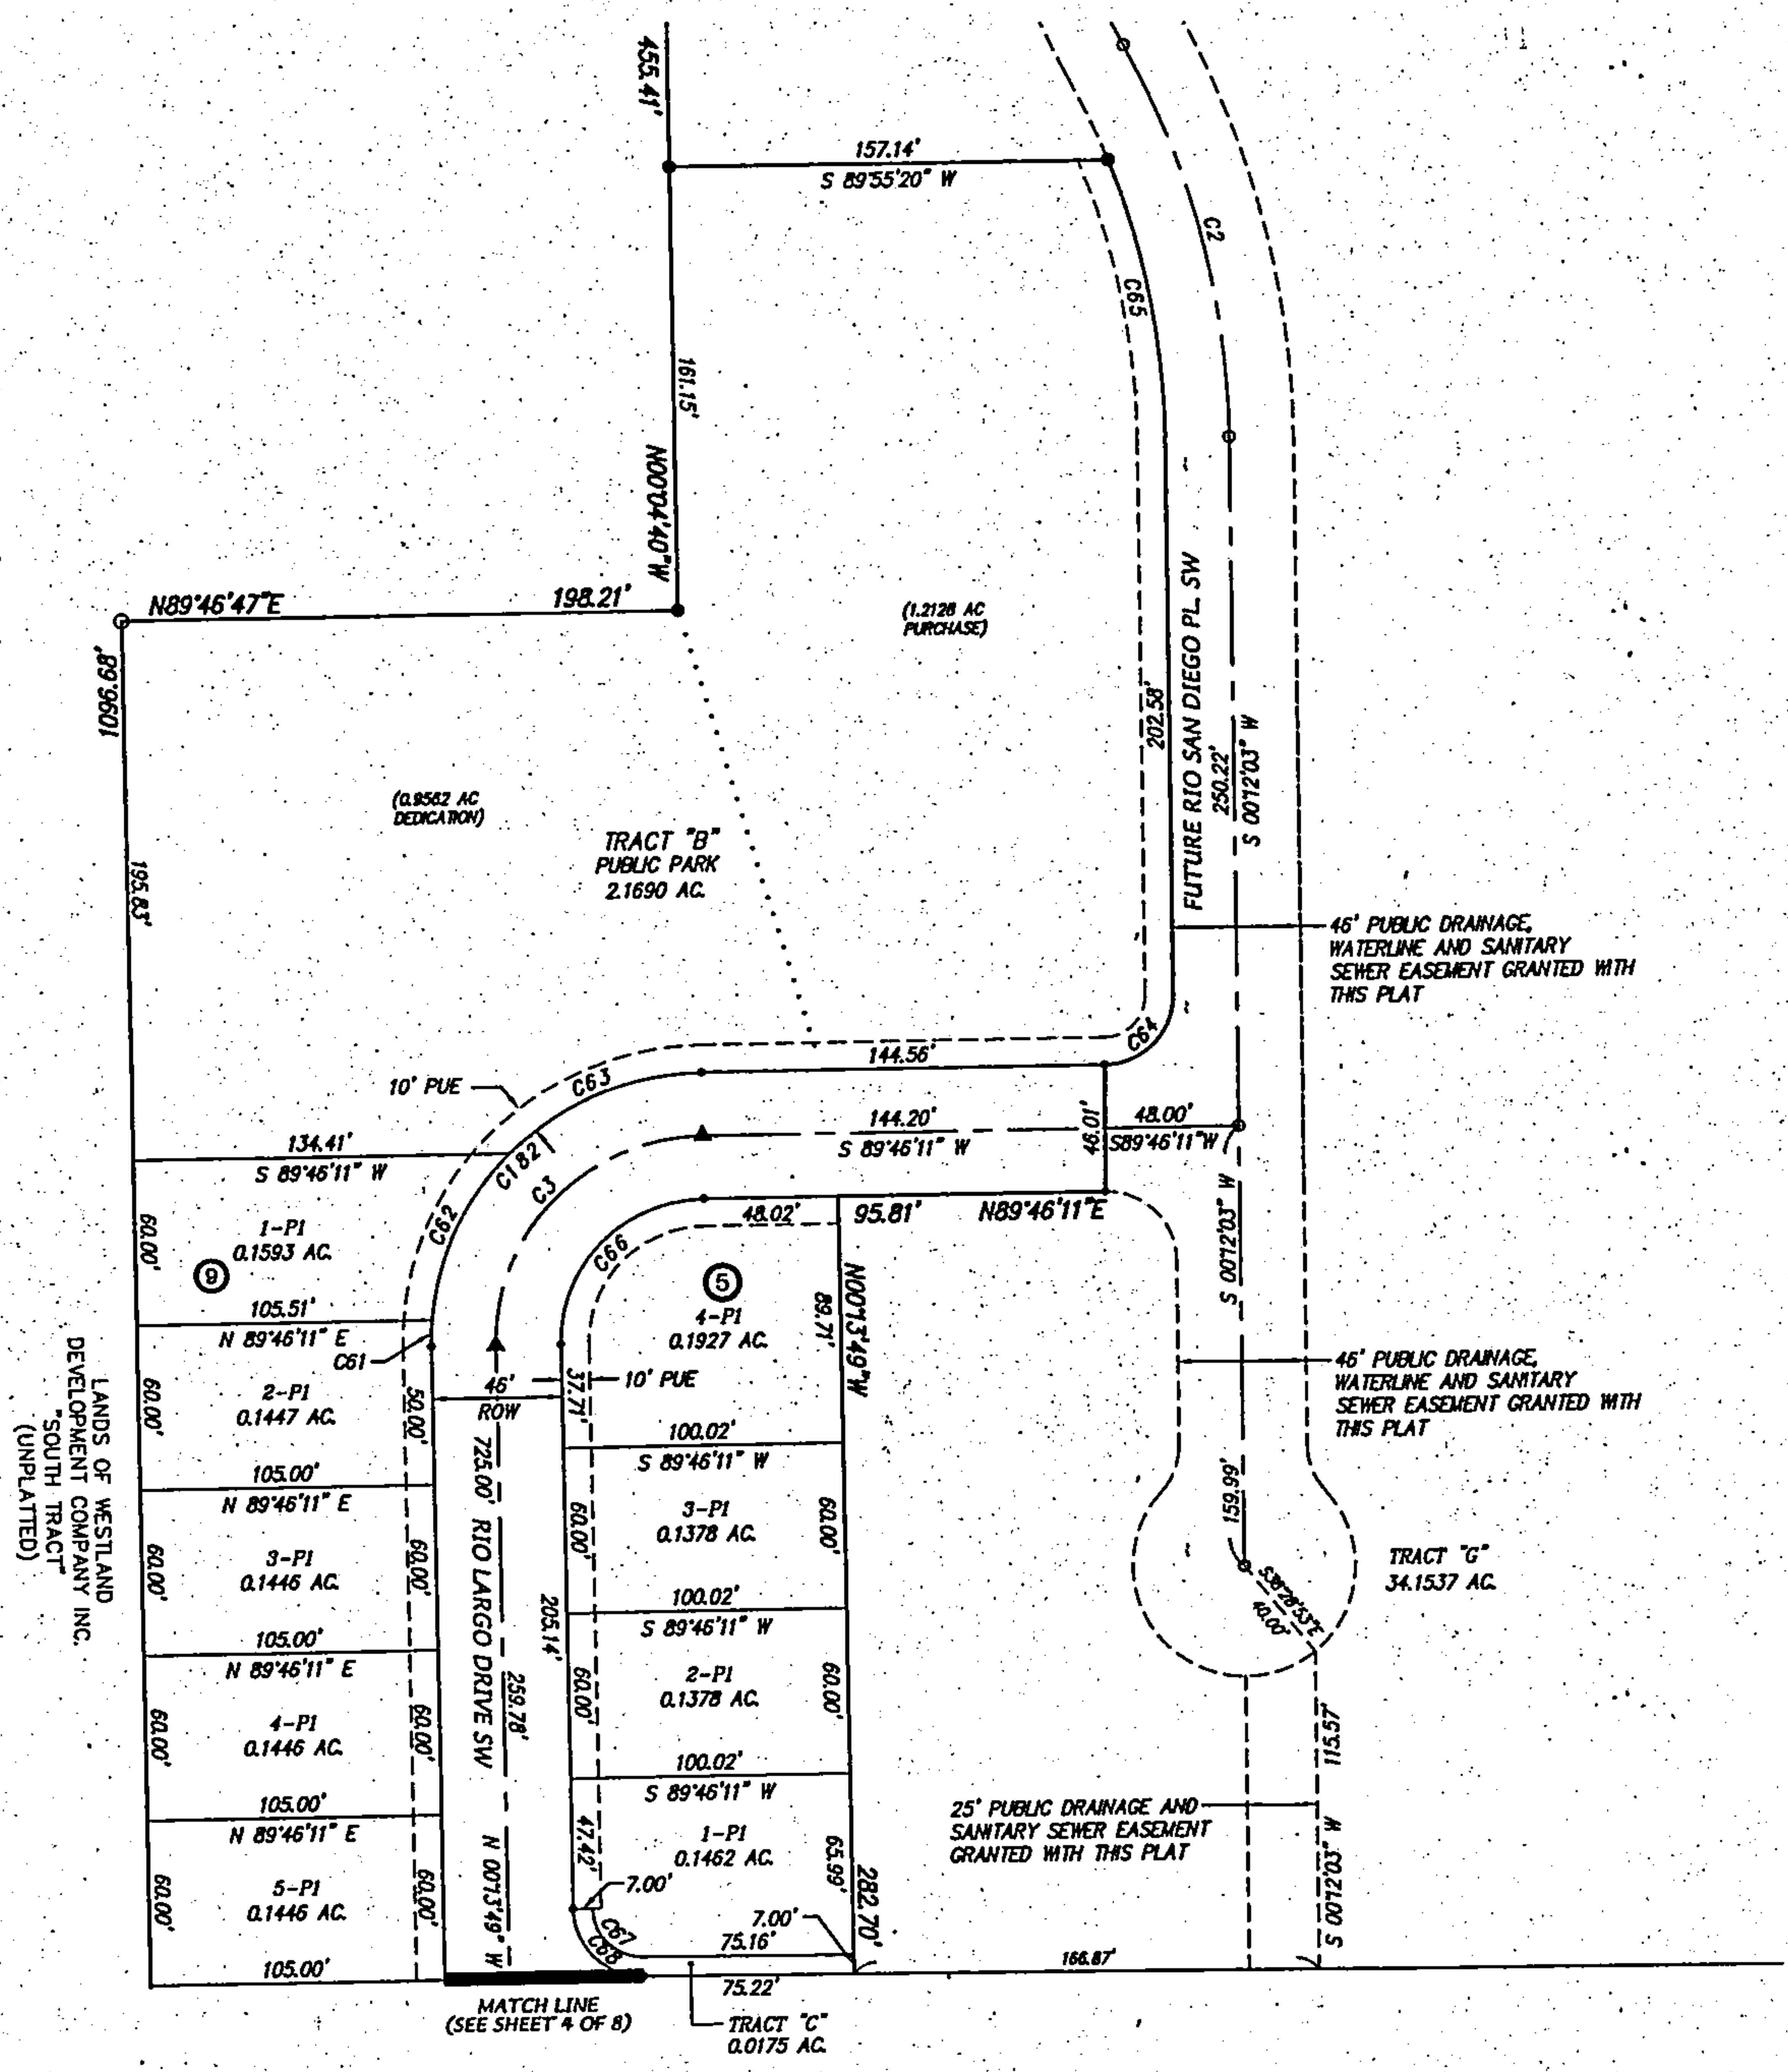 455.41'
157.14'
S 89°55'20" W
C2
C65
161.15'
N00°04'40"W
N89°46'47"E
198.21'
(1.2128 AC
PURCHASE)
1096.68'
202.58'
FUTURE RIO SAN DIEGO PL. SW
250.22'
S 00°12'03" W
(0.9562 AC
DEDICATION)
TRACT "B"
PUBLIC PARK
2.1690 AC.
195.83'
46' PUBLIC DRAINAGE,
WATERLINE AND SANITARY
SEWER EASEMENT GRANTED WITH
THIS PLAT
C64
144.56'
10' PUE
C63
134.41'
S 89°46'11" W
C182
C3
144.20'
S 89°46'11" W
46.01'
48.00'
S89°46'11"W
C62
48.02'
95.81'
N89°46'11"E
S 00°12'03" W
60.00'
1-P1
0.1593 AC.
9
C66
5
4-P1
0.1927 AC.
89.71'
N00°13'49"W
105.51'
N 89°46'11" E
C61
46'
ROW
37.71'
10' PUE
46' PUBLIC DRAINAGE,
WATERLINE AND SANITARY
SEWER EASEMENT GRANTED WITH
THIS PLAT
LANDS OF WESTLAND
DEVELOPMENT COMPANY INC.
"SOUTH TRACT"
(UNPLATTED)
60.00'
2-P1
0.1447 AC.
50.00'
100.02'
S 89°46'11" W
725.00'
RIO LARGO DRIVE SW
105.00'
N 89°46'11" E
159.99'
60.00'
3-P1
0.1446 AC.
60.00'
60.00'
3-P1
0.1378 AC.
60.00'
TRACT "G"
34.1537 AC.
S38°28'53"E
40.00'
205.14'
100.02'
S 89°46'11" W
105.00'
N 89°46'11" E
259.78'
60.00'
2-P1
0.1378 AC.
60.00'
60.00'
4-P1
0.1446 AC.
60.00'
115.57'
100.02'
S 89°46'11" W
105.00'
N 89°46'11" E
N 00°13'49" W
47.42'
1-P1
0.1462 AC.
65.99'
282.70'
25' PUBLIC DRAINAGE AND
SANITARY SEWER EASEMENT
GRANTED WITH THIS PLAT
S 00°12'03" W
60.00'
5-P1
0.1446 AC.
60.00'
7.00'
7.00'
C67
C68
75.16'
105.00'
166.87'
75.22'
MATCH LINE
(SEE SHEET 4 OF 8)
TRACT "C"
0.0175 AC.